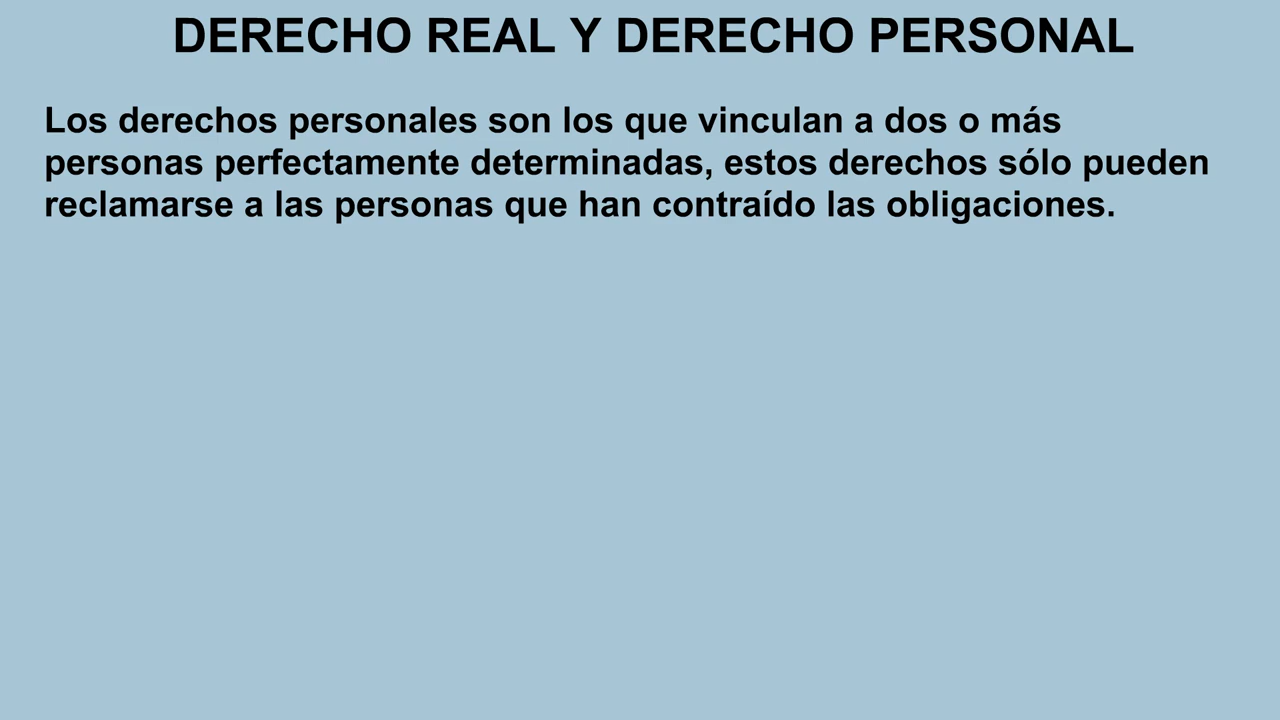 DERECHO REAL Y DERECHO PERSONAL
Los derechos personales son los que vinculan a dos o más
personas perfectamente determinadas, estos derechos sólo pueden
reclamarse a las personas que han contraído las obligaciones.